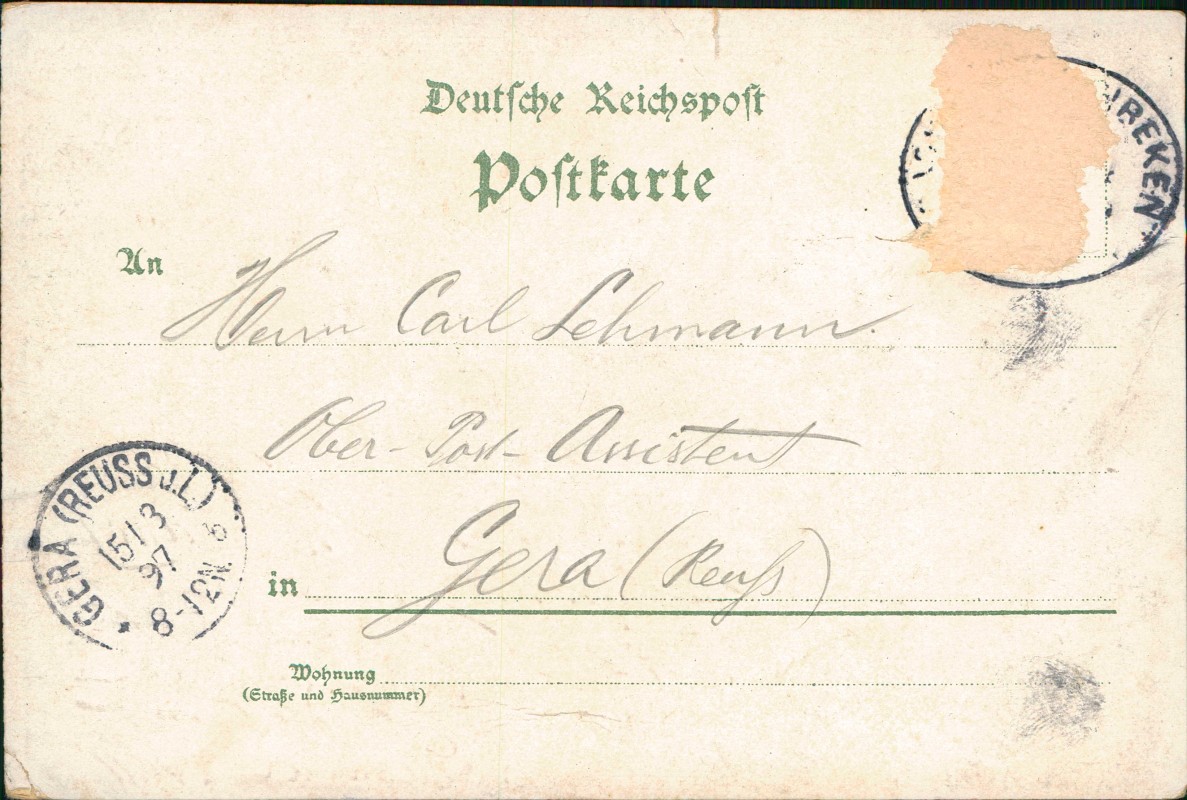 Deutsche Reichspost
Postkarte
An
Herrn Carl Lehmann.
Ober-Post-Assistent
GERA (REUSS J.L.)
15/3
97
8-12N
in Gera (Reuß)
Wohnung
(Straße und Hausnummer)